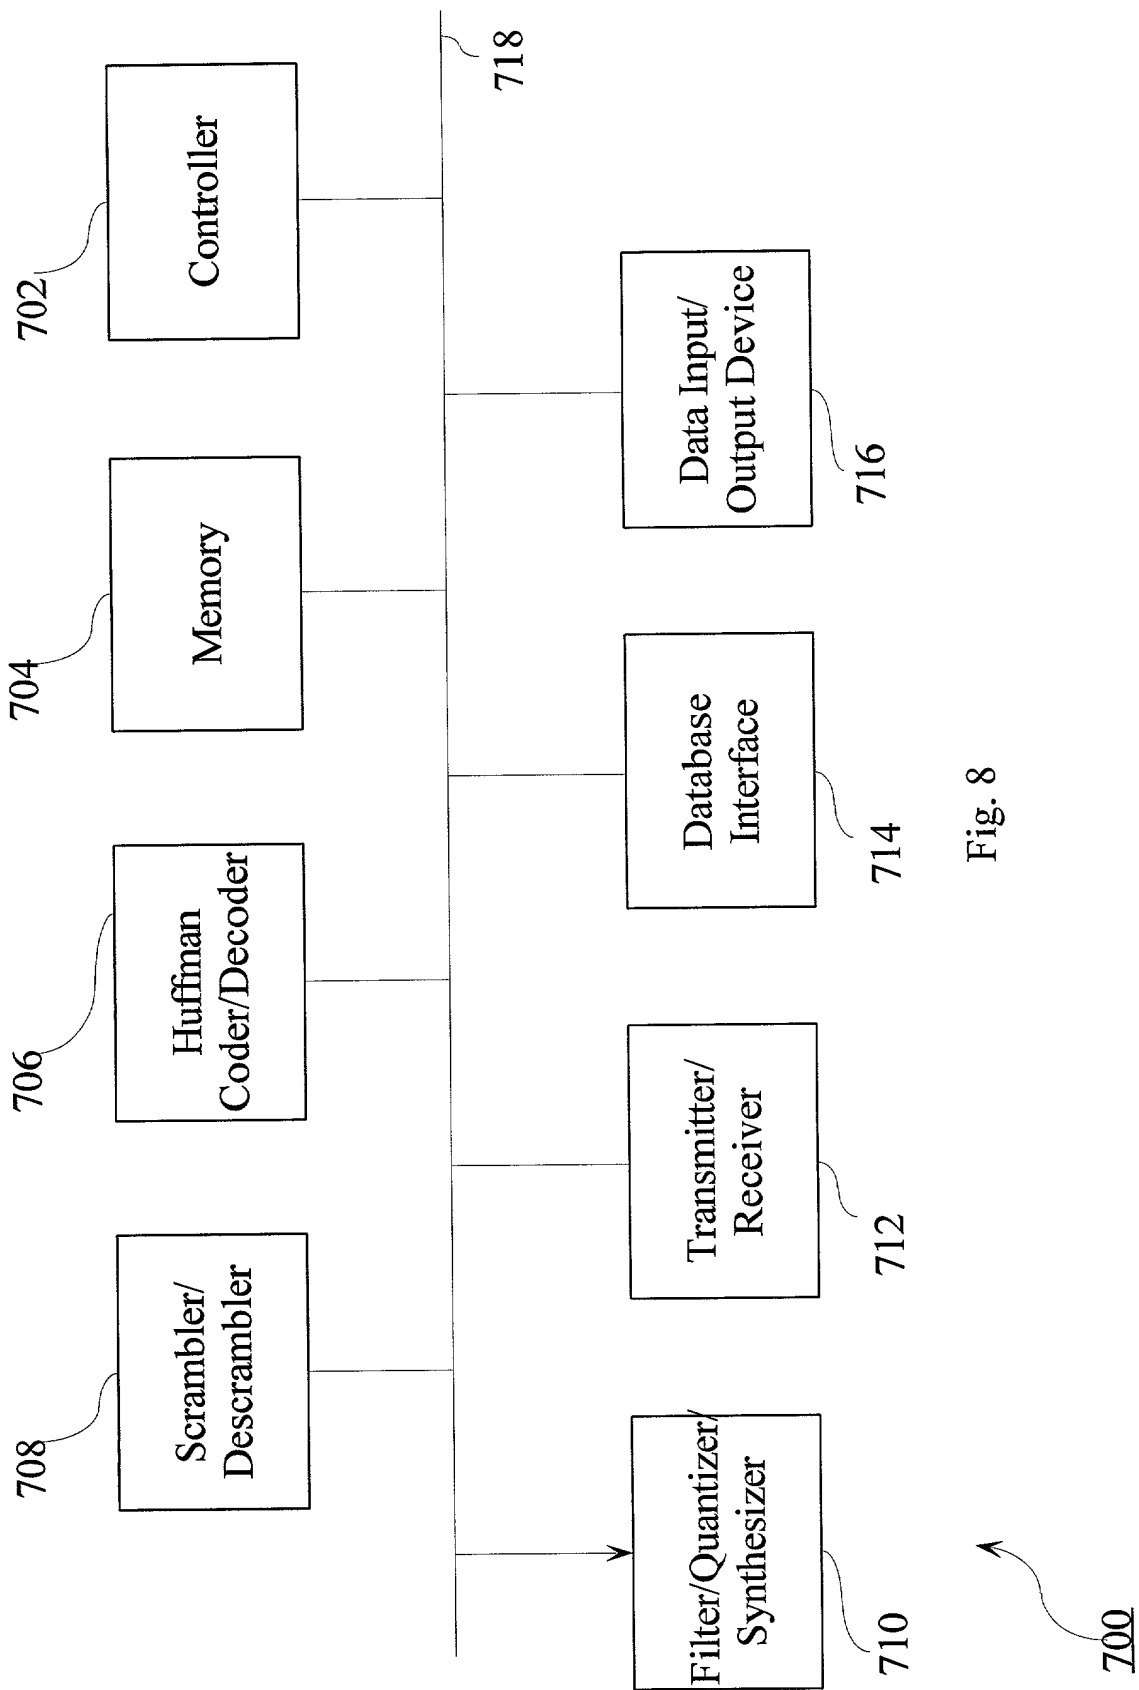 708
Scrambler/
Descrambler
706
Huffman
Coder/Decoder
704
Memory
702
Controller
718
Filter/Quantizer/
Synthesizer
710
Transmitter/
Receiver
712
Database
Interface
714
Data Input/
Output Device
716
Fig. 8
700